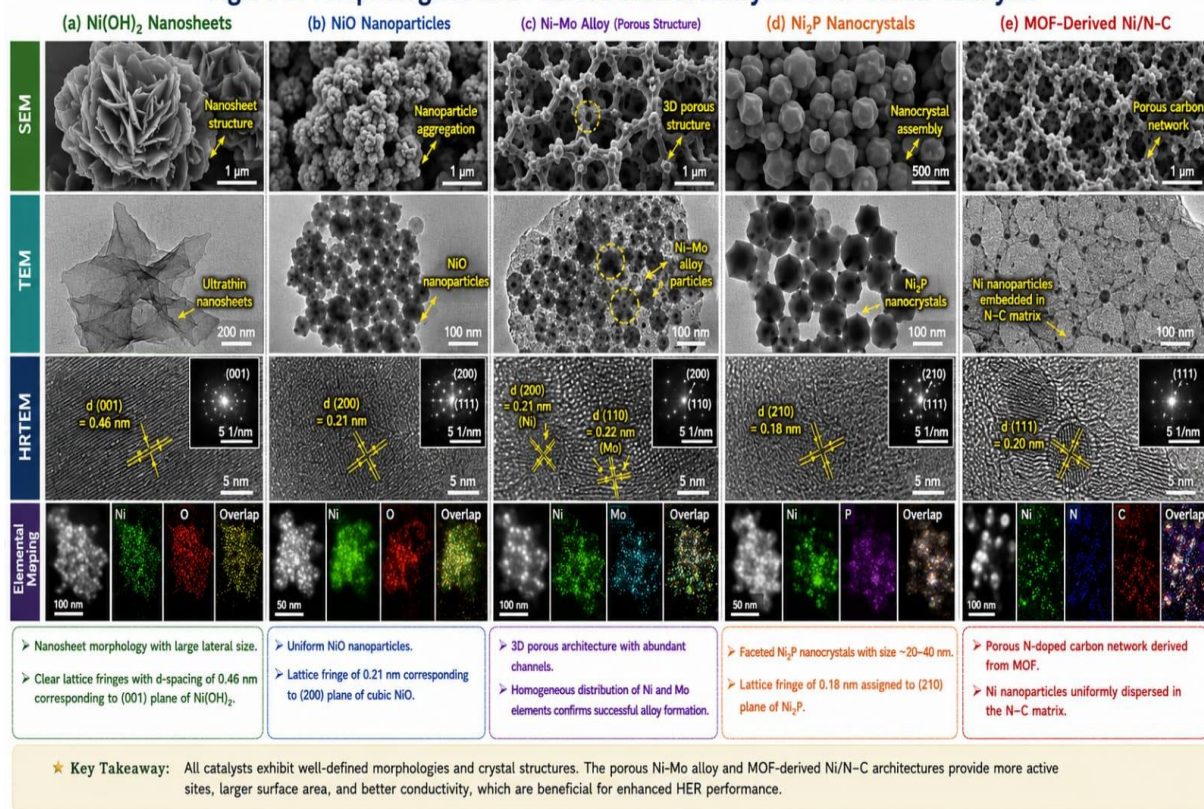 (a) Ni(OH)₂ Nanosheets
(b) NiO Nanoparticles
(c) Ni-Mo Alloy (Porous Structure)
(d) Ni₂P Nanocrystals
(e) MOF-Derived Ni/N-C
SEM
Nanosheet
structure
1 μm
Nanoparticle
aggregation
1 μm
3D porous
structure
1 μm
Nanocrystal
assembly
500 nm
Porous carbon
network
1 μm
TEM
Ultrathin
nanosheets
200 nm
NiO
nanoparticles
100 nm
Ni-Mo
alloy
particles
100 nm
Ni₂P
nanocrystals
100 nm
Ni nanoparticles
embedded in
N-C matrix
100 nm
HRTEM
d (001)
= 0.46 nm
(001)
5 1/nm
5 nm
d (200)
= 0.21 nm
(200)
(111)
5 1/nm
5 nm
d (200)
= 0.21 nm
(Ni)
d (110)
= 0.22 nm
(Mo)
(200)
(110)
5 1/nm
5 nm
d (210)
= 0.18 nm
(210)
(111)
5 1/nm
5 nm
d (111)
= 0.20 nm
(111)
5 1/nm
5 nm
Elemental
Maping
Ni
O
Overlap
100 nm
Ni
O
Overlap
50 nm
Ni
Mo
Overlap
100 nm
Ni
P
Overlap
50 nm
Ni
N
C
Overlap
100 nm
➢ Nanosheet morphology with large lateral size.
➢ Clear lattice fringes with d-spacing of 0.46 nm
corresponding to (001) plane of Ni(OH)₂.
➢ Uniform NiO nanoparticles.
➢ Lattice fringe of 0.21 nm corresponding
to (200) plane of cubic NiO.
➢ 3D porous architecture with abundant
channels.
➢ Homogeneous distribution of Ni and Mo
elements confirms successful alloy formation.
➢ Faceted Ni₂P nanocrystals with size ~20-40 nm.
➢ Lattice fringe of 0.18 nm assigned to (210)
plane of Ni₂P.
➢ Porous N-doped carbon network derived
from MOF.
➢ Ni nanoparticles uniformly dispersed in
the N-C matrix.
★ Key Takeaway: All catalysts exhibit well-defined morphologies and crystal structures. The porous Ni-Mo alloy and MOF-derived Ni/N-C architectures provide more active
sites, larger surface area, and better conductivity, which are beneficial for enhanced HER performance.